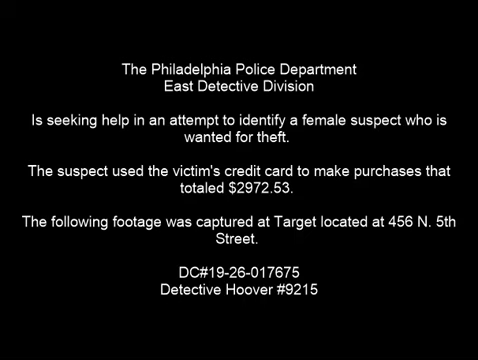 The Philadelphia Police Department
East Detective Division
Is seeking help in an attempt to identify a female suspect who is
wanted for theft.
The suspect used the victim's credit card to make purchases that
totaled $2972.53.
The following footage was captured at Target located at 456 N. 5th
Street.
DC#19-26-017675
Detective Hoover #9215